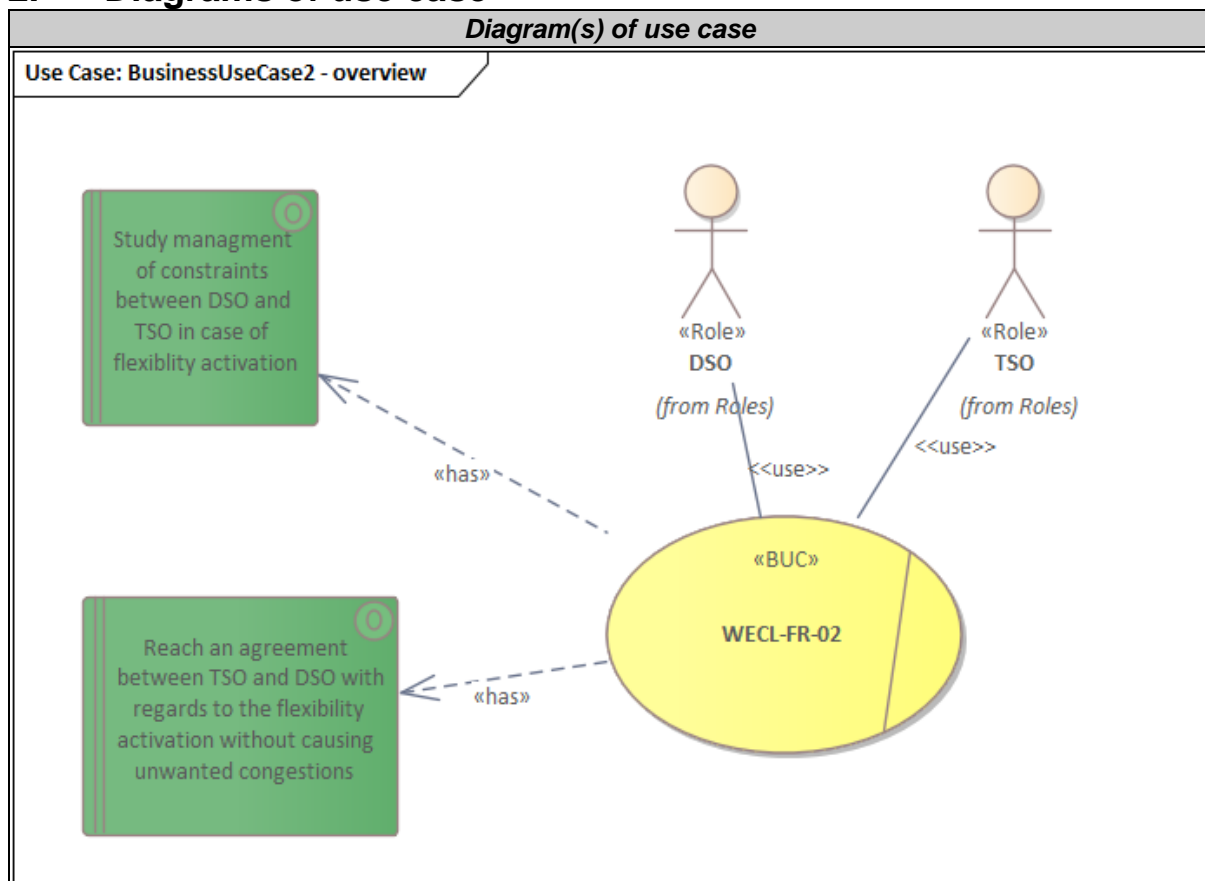 2. Diagrams of use case
Diagram(s) of use case
Use Case: BusinessUseCase2 - overview
Study managment
of constraints
between DSO and
TSO in case of
flexiblity activation
«Role»
DSO
(from Roles)
«Role»
TSO
(from Roles)
«has»
<<use>>
<<use>>
«BUC»
WECL-FR-02
Reach an agreement
between TSO and DSO with
regards to the flexibility
activation without causing
unwanted congestions
«has»